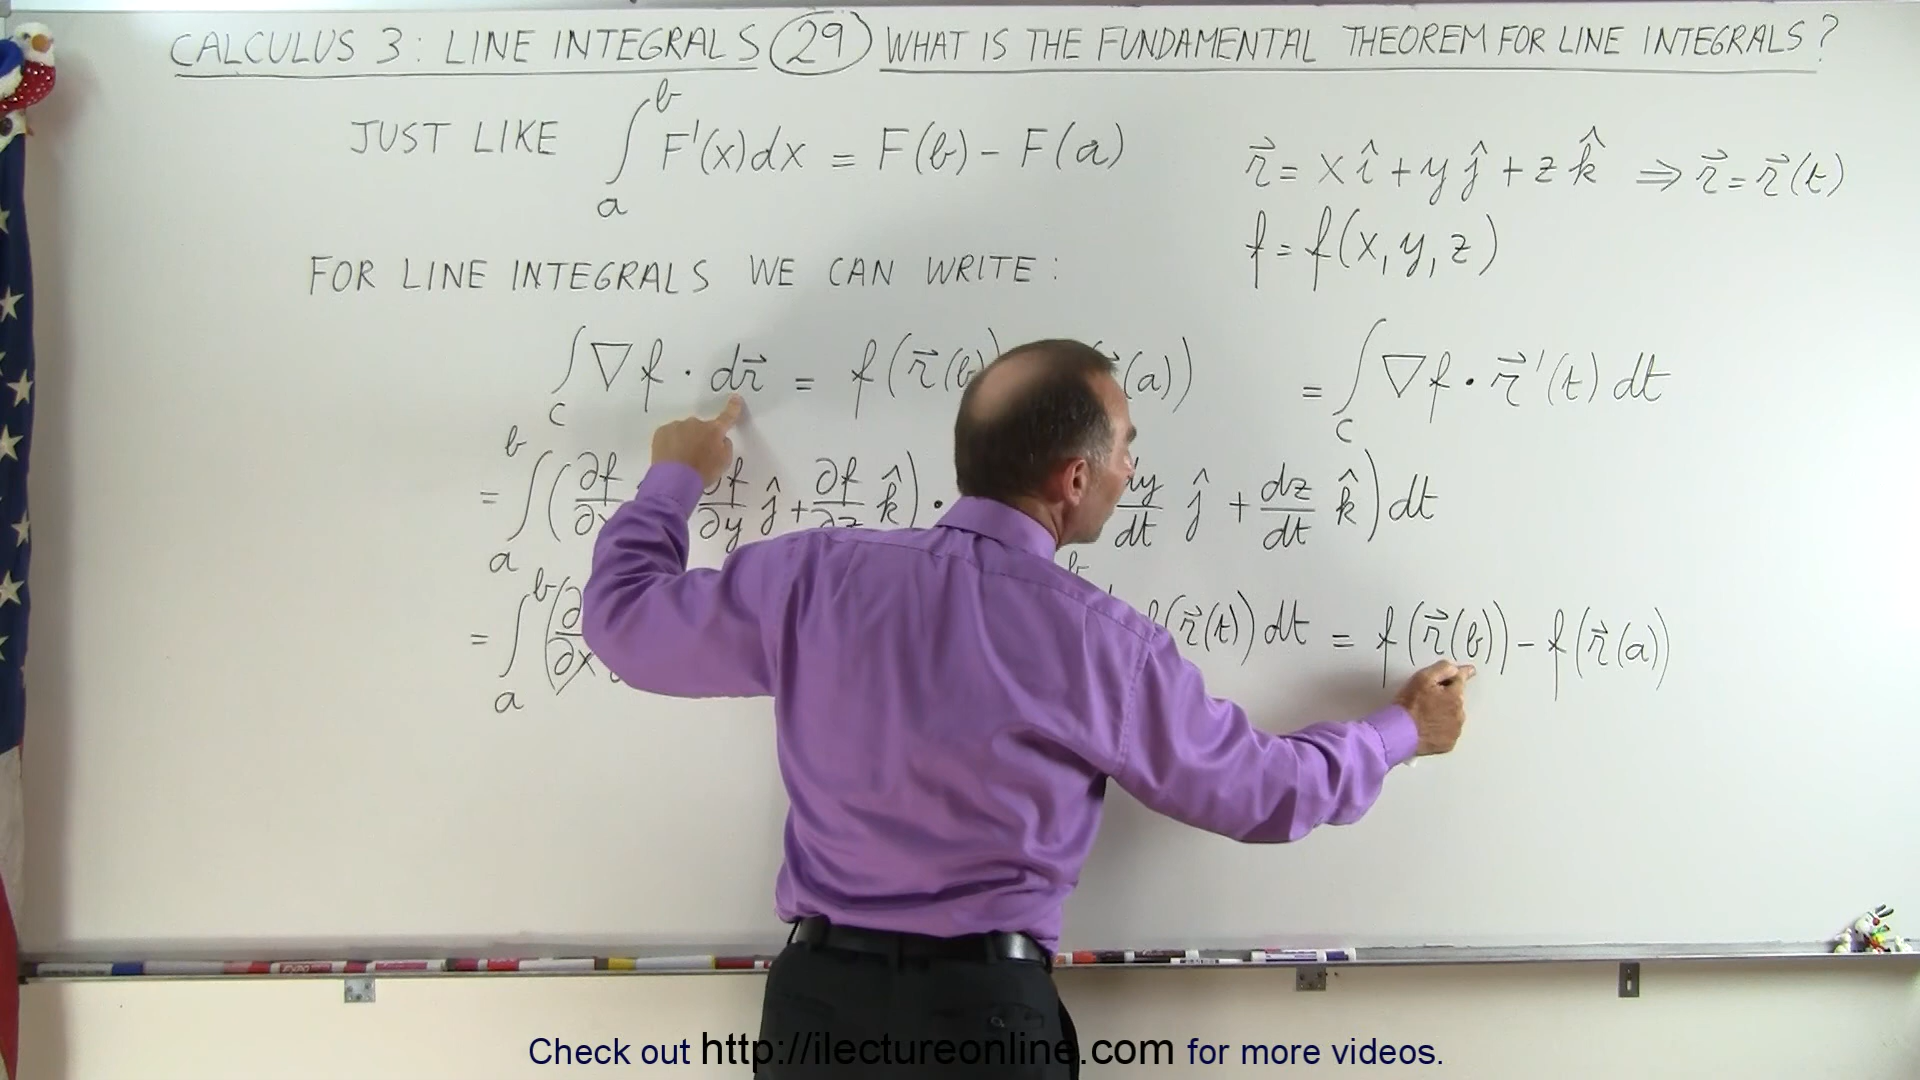 CALCULUS 3: LINE INTEGRALS 29 WHAT IS THE FUNDAMENTAL THEOREM FOR LINE INTEGRALS?
JUST LIKE ∫_a^b F'(x)dx = F(b) - F(a)
r⃗ = x î + y ĵ + z k̂ ⇒ r⃗ = r⃗(t)
f = f(x, y, z)
FOR LINE INTEGRALS WE CAN WRITE:
∫_C ∇f · dr⃗ = f(r⃗(b) (a)) = ∫_C ∇f · r⃗'(t) dt
= ∫_a^b (∂f/∂x ∂f/∂y ĵ + ∂f/∂z k̂) · dy/dt ĵ + dz/dt k̂) dt
= ∫_a^b (∂/∂x (r⃗(t)) dt = f(r⃗(b)) - f(r⃗(a))
Check out http://ilectureonline.com for more videos.